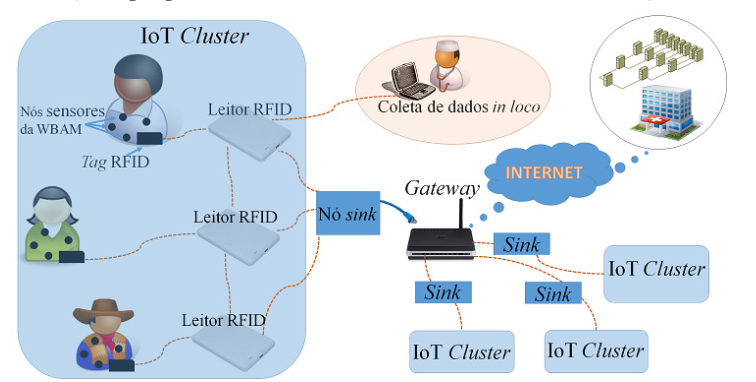 IoT Cluster
Nós sensores
da WBAM
Tag RFID
Leitor RFID
Leitor RFID
Leitor RFID
Coleta de dados in loco
Nó sink
Gateway
INTERNET
Sink
Sink
Sink
IoT Cluster
IoT Cluster
IoT Cluster